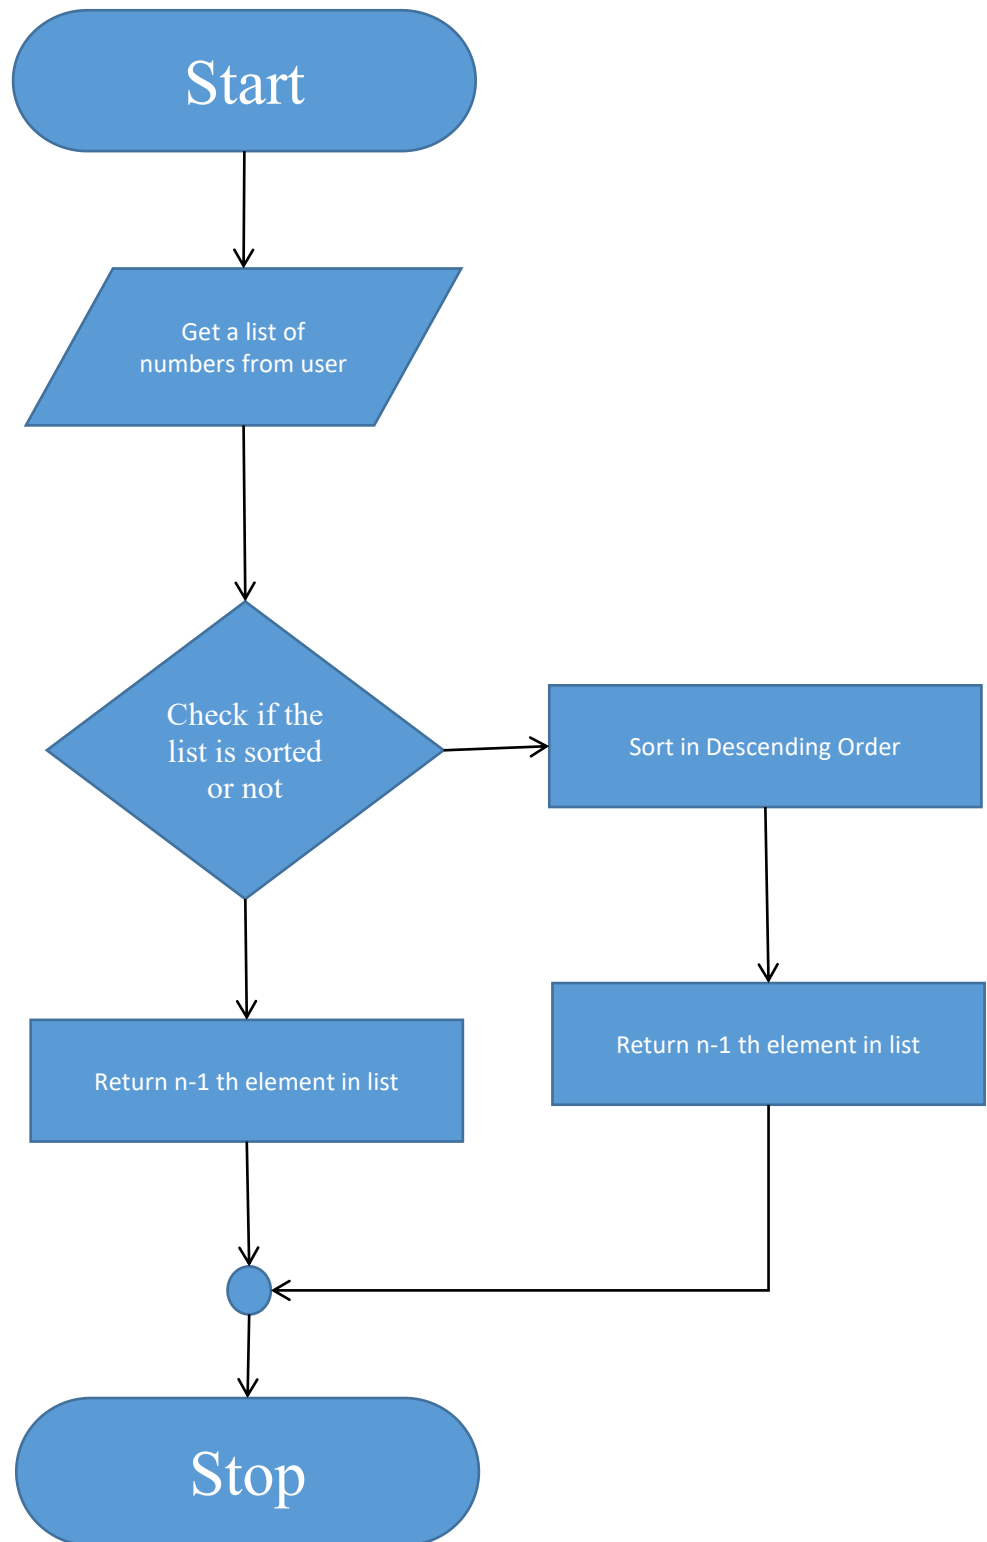 Start
Get a list of
numbers from user
Check if the
list is sorted
or not
Sort in Descending Order
Return n-1 th element in list
Return n-1 th element in list
Stop